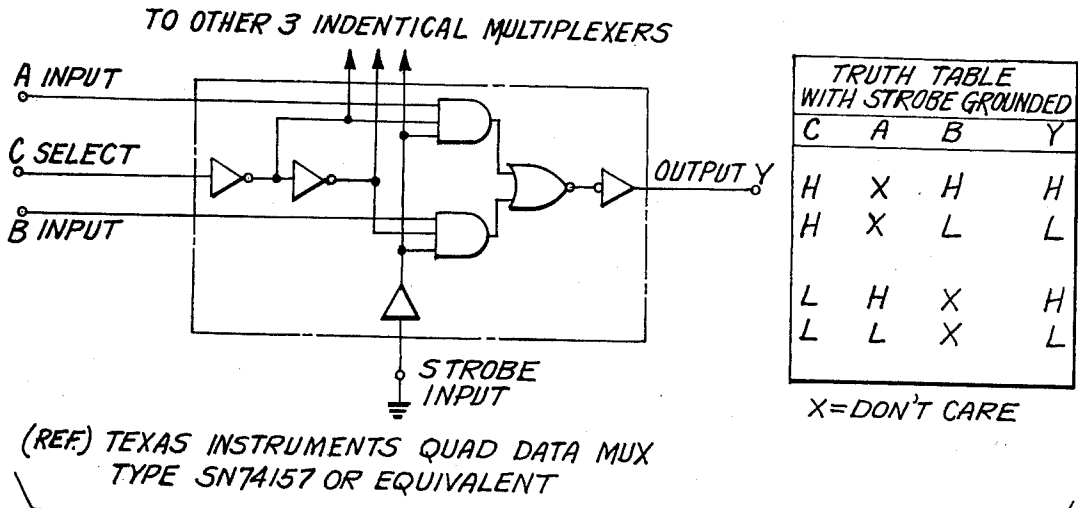 TO OTHER 3 INDENTICAL MULTIPLEXERS
A INPUT
C SELECT
B INPUT
OUTPUT Y
STROBE
INPUT
(REF.) TEXAS INSTRUMENTS QUAD DATA MUX
TYPE SN74157 OR EQUIVALENT
TRUTH TABLE
WITH STROBE GROUNDED
C A B Y
H X H H
H X L L
L H X H
L L X L
X=DON'T CARE